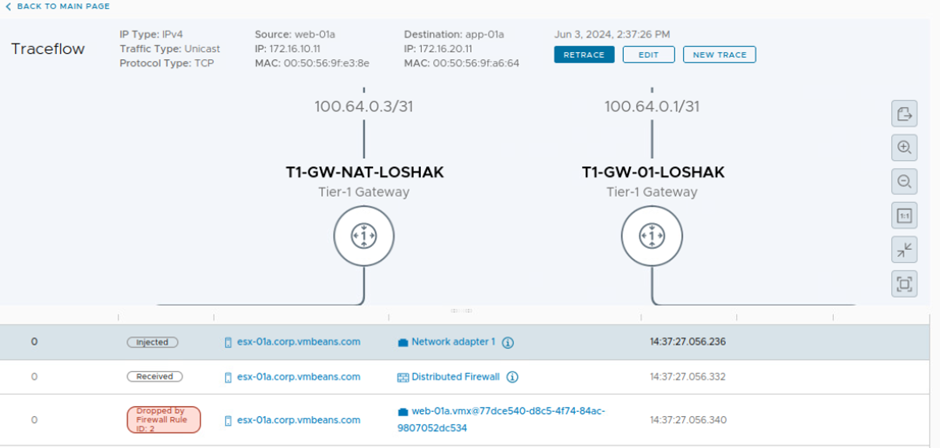 BACK TO MAIN PAGE
Traceflow
IP Type: IPv4
Traffic Type: Unicast
Protocol Type: TCP
Source: web-01a
IP: 172.16.10.11
MAC: 00:50:56:9f:e3:8e
Destination: app-01a
IP: 172.16.20.11
MAC: 00:50:56:9f:a6:64
Jun 3, 2024, 2:37:26 PM
RETRACE
EDIT
NEW TRACE
100.64.0.3/31
100.64.0.1/31
T1-GW-NAT-LOSHAK
Tier-1 Gateway
T1-GW-01-LOSHAK
Tier-1 Gateway
1
1
1:1
0
Injected
esx-01a.corp.vmbeans.com
Network adapter 1
14:37:27.056.236
0
Received
esx-01a.corp.vmbeans.com
Distributed Firewall
14:37:27.056.332
0
Dropped by
Firewall Rule
ID: 2
esx-01a.corp.vmbeans.com
web-01a.vmx@77dce540-d8c5-4f74-84ac-
9807052dc534
14:37:27.056.340